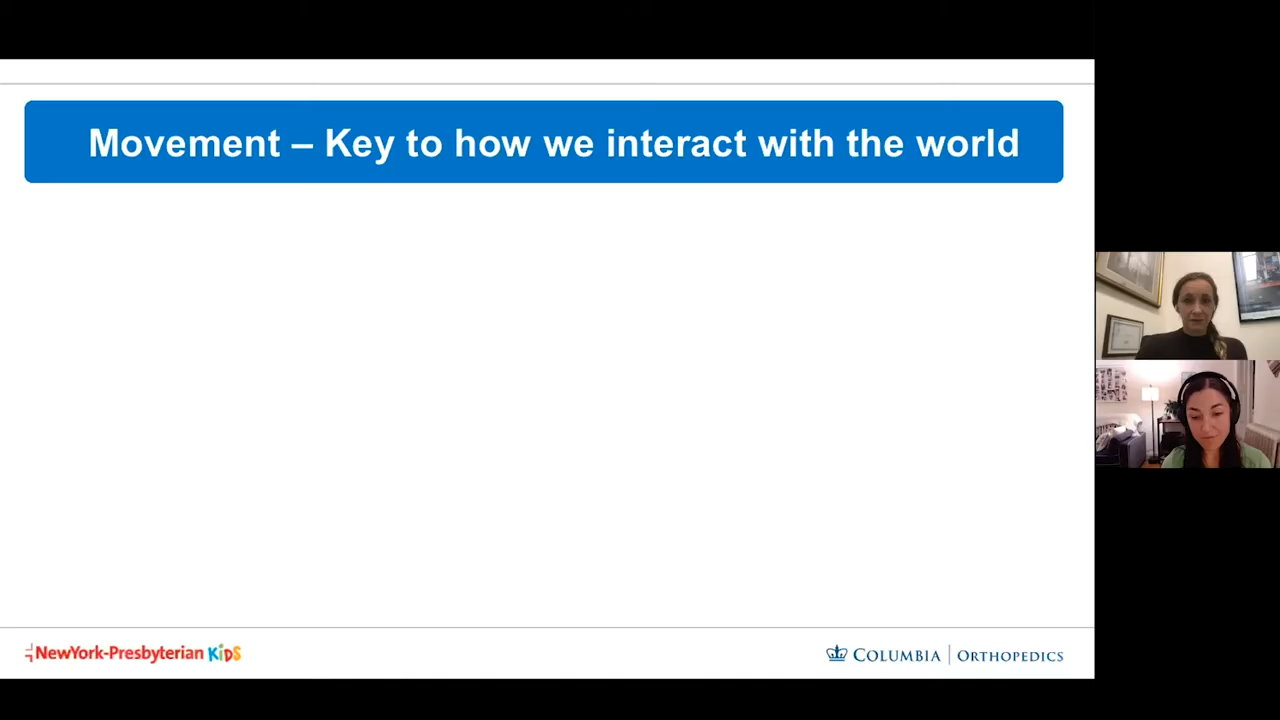 Movement – Key to how we interact with the world
NewYork-Presbyterian KiDS
COLUMBIA | ORTHOPEDICS